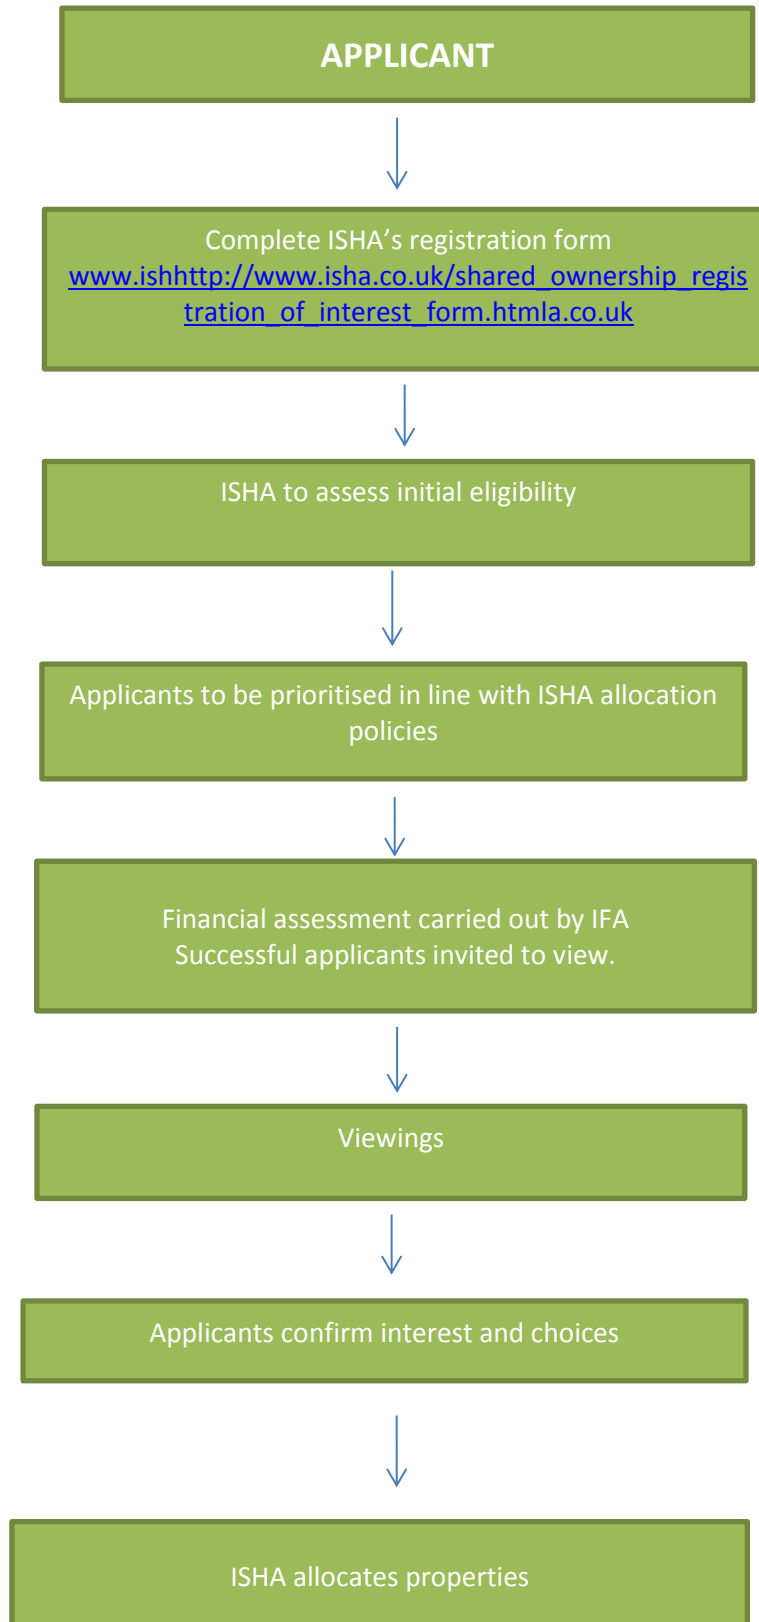 APPLICANT
Complete ISHA’s registration form
www.ishhttp://www.isha.co.uk/shared_ownership_regis
tration_of_interest_form.htmla.co.uk
ISHA to assess initial eligibility
Applicants to be prioritised in line with ISHA allocation
policies
Financial assessment carried out by IFA
Successful applicants invited to view.
Viewings
Applicants confirm interest and choices
ISHA allocates properties